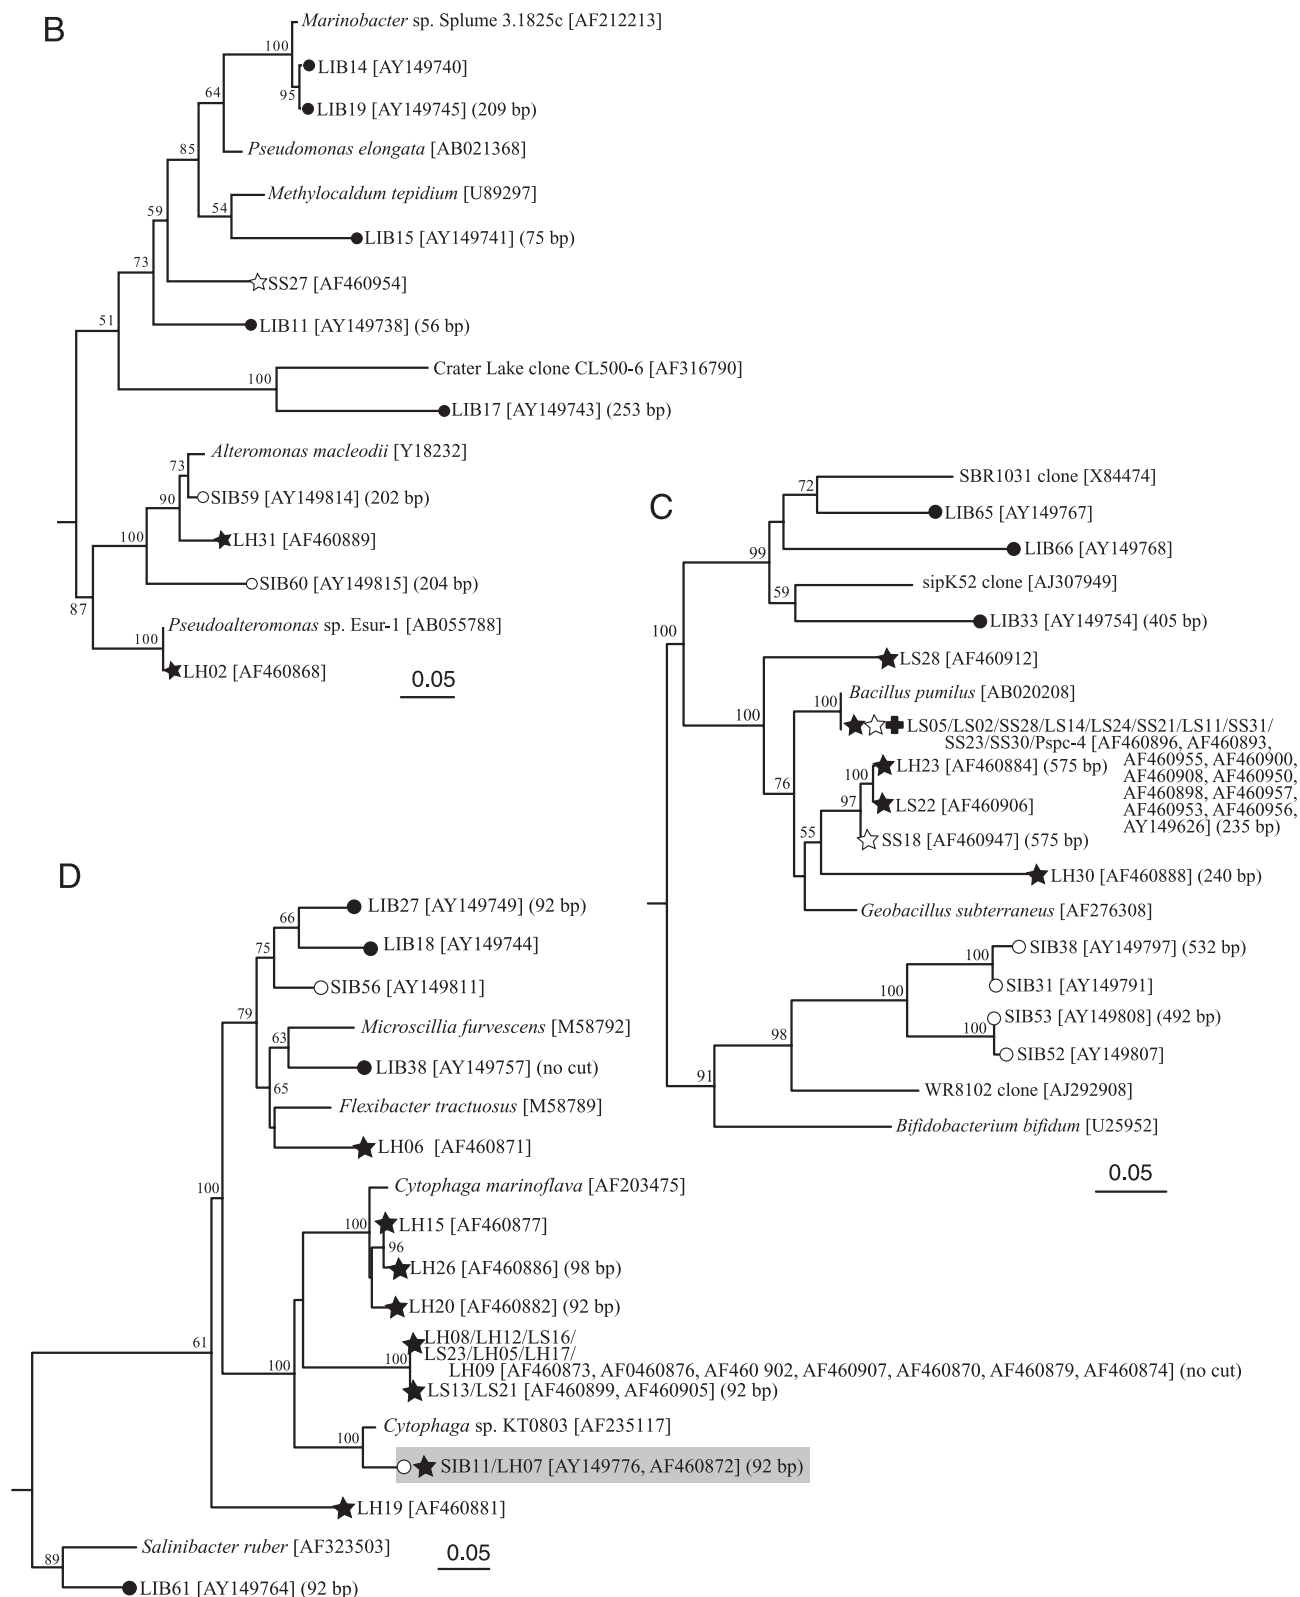 B
Marinobacter sp. Splume 3.1825c [AF212213]
100
LIB14 [AY149740]
95
LIB19 [AY149745] (209 bp)
64
Pseudomonas elongata [AB021368]
85
Methylocaldum tepidium [U89297]
54
LIB15 [AY149741] (75 bp)
59
SS27 [AF460954]
73
LIB11 [AY149738] (56 bp)
51
Crater Lake clone CL500-6 [AF316790]
100
LIB17 [AY149743] (253 bp)
Alteromonas macleodii [Y18232]
73
SIB59 [AY149814] (202 bp)
90
LH31 [AF460889]
100
SIB60 [AY149815] (204 bp)
87
Pseudoalteromonas sp. Esur-1 [AB055788]
100
LH02 [AF460868]
0.05
C
SBR1031 clone [X84474]
72
LIB65 [AY149767]
99
LIB66 [AY149768]
sipK52 clone [AJ307949]
59
LIB33 [AY149754] (405 bp)
100
LS28 [AF460912]
100
Bacillus pumilus [AB020208]
100
LS05/LS02/SS28/LS14/LS24/SS21/LS11/SS31/
SS23/SS30/Pspc-4 [AF460896, AF460893,
AF460955, AF460900,
AF460908, AF460950,
AF460898, AF460957,
AF460953, AF460956,
AY149626] (235 bp)
76
LH23 [AF460884] (575 bp)
100
LS22 [AF460906]
97
SS18 [AF460947] (575 bp)
55
LH30 [AF460888] (240 bp)
Geobacillus subterraneus [AF276308]
SIB38 [AY149797] (532 bp)
100
SIB31 [AY149791]
100
SIB53 [AY149808] (492 bp)
100
SIB52 [AY149807]
98
WR8102 clone [AJ292908]
91
Bifidobacterium bifidum [U25952]
0.05
D
LIB27 [AY149749] (92 bp)
66
LIB18 [AY149744]
75
SIB56 [AY149811]
79
Microscillia furvescens [M58792]
63
LIB38 [AY149757] (no cut)
65
Flexibacter tractuosus [M58789]
LH06 [AF460871]
100
Cytophaga marinoflava [AF203475]
100
LH15 [AF460877]
96
LH26 [AF460886] (98 bp)
LH20 [AF460882] (92 bp)
LH08/LH12/LS16/
LS23/LH05/LH17/
LH09 [AF460873, AF0460876, AF460 902, AF460907, AF460870, AF460879, AF460874] (no cut)
100
LS13/LS21 [AF460899, AF460905] (92 bp)
61
100
Cytophaga sp. KT0803 [AF235117]
100
SIB11/LH07 [AY149776, AF460872] (92 bp)
LH19 [AF460881]
Salinibacter ruber [AF323503]
89
LIB61 [AY149764] (92 bp)
0.05